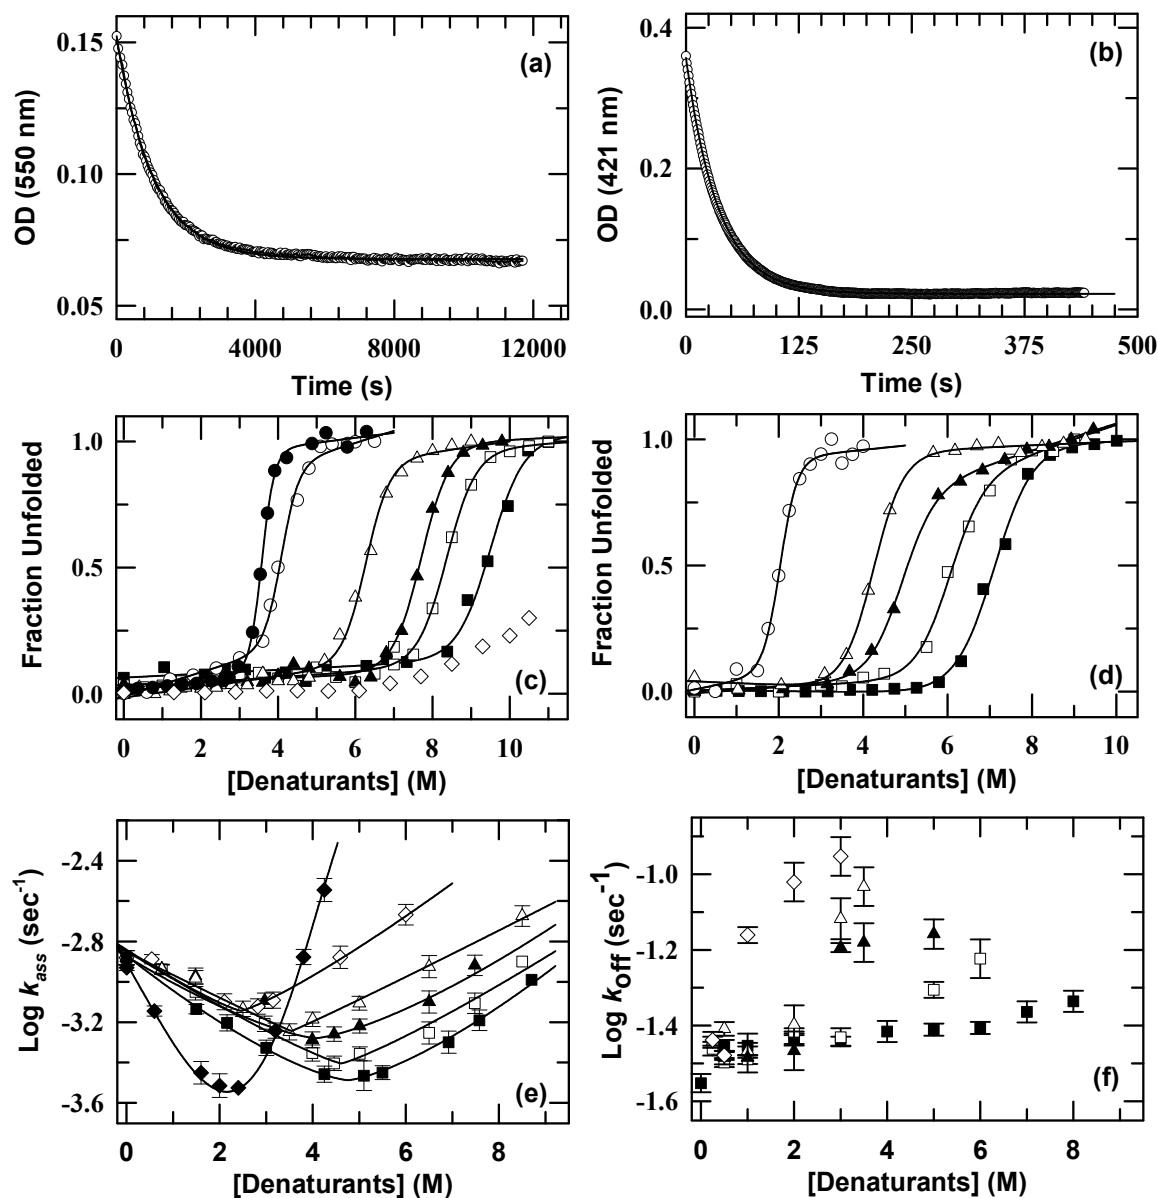 0.15
0.10
0.05
OD (550 nm)
(a)
0
4000
8000
12000
Time (s)
0.4
0.2
0.0
OD (421 nm)
(b)
0
125
250
375
500
Time (s)
1.0
0.5
0.0
Fraction Unfolded
(c)
0
2
4
6
8
10
[Denaturants] (M)
1.0
0.5
0.0
Fraction Unfolded
(d)
0
2
4
6
8
10
[Denaturants] (M)
-2.4
-2.8
-3.2
-3.6
Log kass (sec-1)
(e)
0
2
4
6
8
[Denaturants] (M)
-1.0
-1.2
-1.4
-1.6
Log koff (sec-1)
(f)
0
2
4
6
8
[Denaturants] (M)